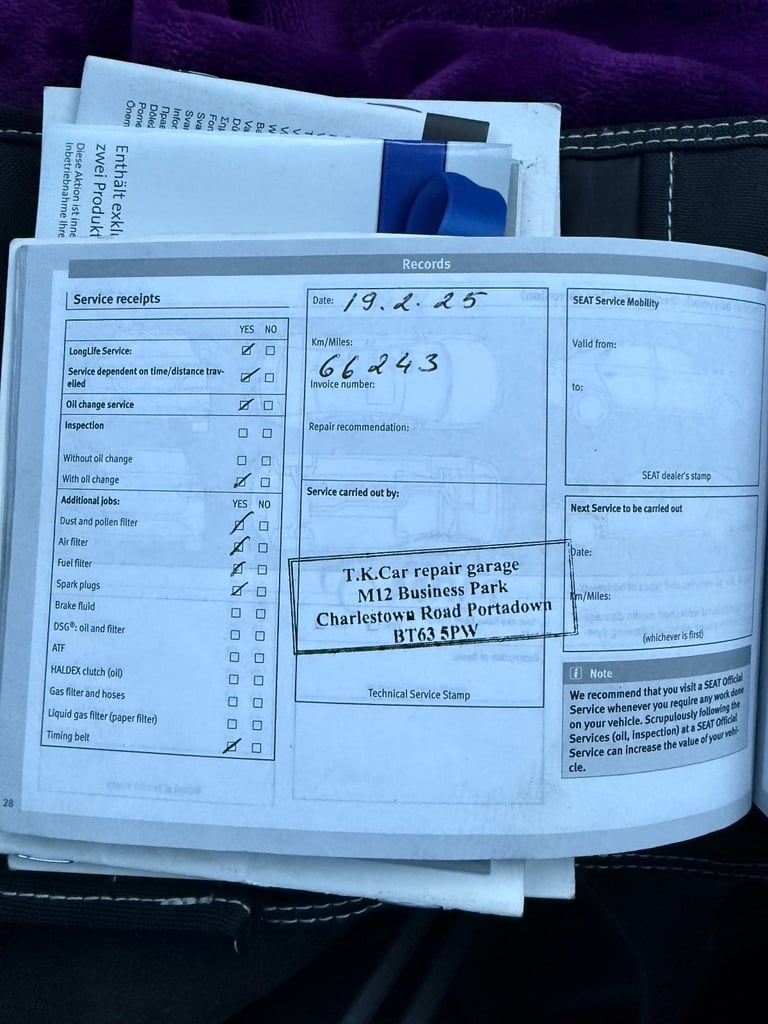 Enthält exkl
zwei Produkt
Diese Aktion ist inne
Inbetriebnahme Ihre
Records
Service receipts
YES NO
LongLife Service:
Service dependent on time/distance trav-
elled
Oil change service
Inspection
Without oil change
With oil change
Additional jobs: YES NO
Dust and pollen filter
Air filter
Fuel filter
Spark plugs
Brake fluid
DSG®: oil and filter
ATF
HALDEX clutch (oil)
Gas filter and hoses
Liquid gas filter (paper filter)
Timing belt
28
Date: 19.2.25
Km/Miles:
66243
Invoice number:
Repair recommendation:
Service carried out by:
T.K.Car repair garage
M12 Business Park
Charlestown Road Portadown
BT63 5PW
Technical Service Stamp
SEAT Service Mobility
Valid from:
to:
SEAT dealer's stamp
Next Service to be carried out
Date:
Km/Miles:
(whichever is first)
i Note
We recommend that you visit a SEAT Official
Service whenever you require any work done
on your vehicle. Scrupulously following the
Services (oil, inspection) at a SEAT Official
Service can increase the value of your vehi-
cle.